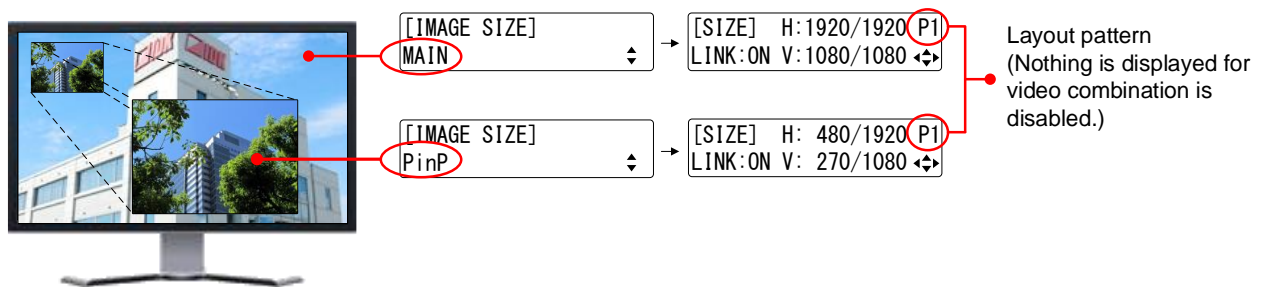 [IMAGE SIZE]
MAIN
[SIZE] H:1920/1920 P1
LINK:ON V:1080/1080
Layout pattern
(Nothing is displayed for
video combination is
disabled.)
[IMAGE SIZE]
PinP
[SIZE] H: 480/1920 P1
LINK:ON V: 270/1080